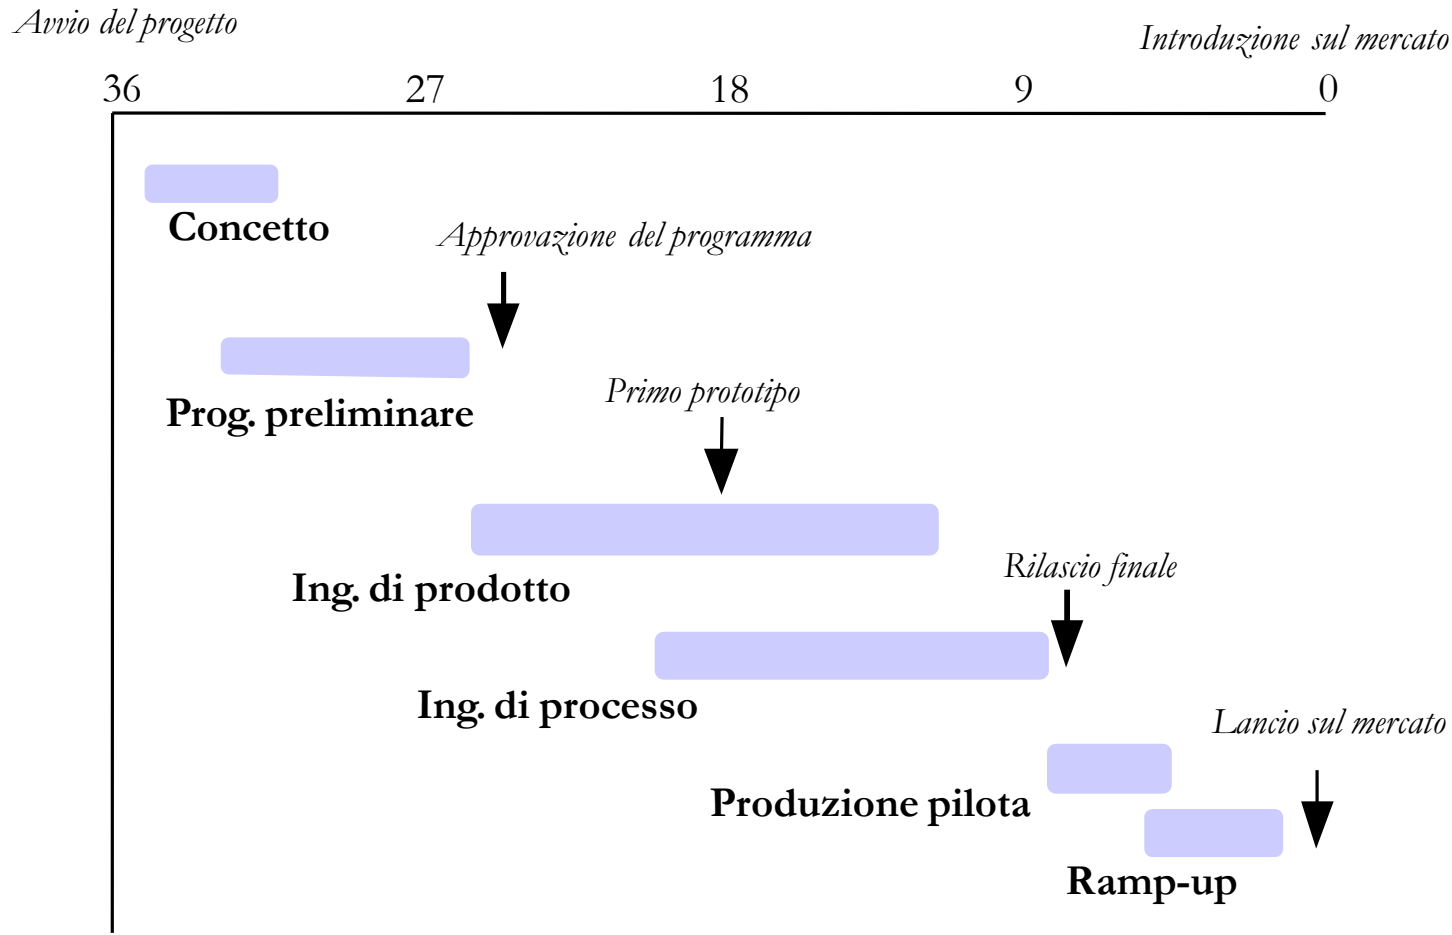 Avvio del progetto
Introduzione sul mercato
36 27 18 9 0
Concetto
Approvazione del programma
Prog. preliminare
Primo prototipo
Ing. di prodotto
Rilascio finale
Ing. di processo
Lancio sul mercato
Produzione pilota
Ramp-up